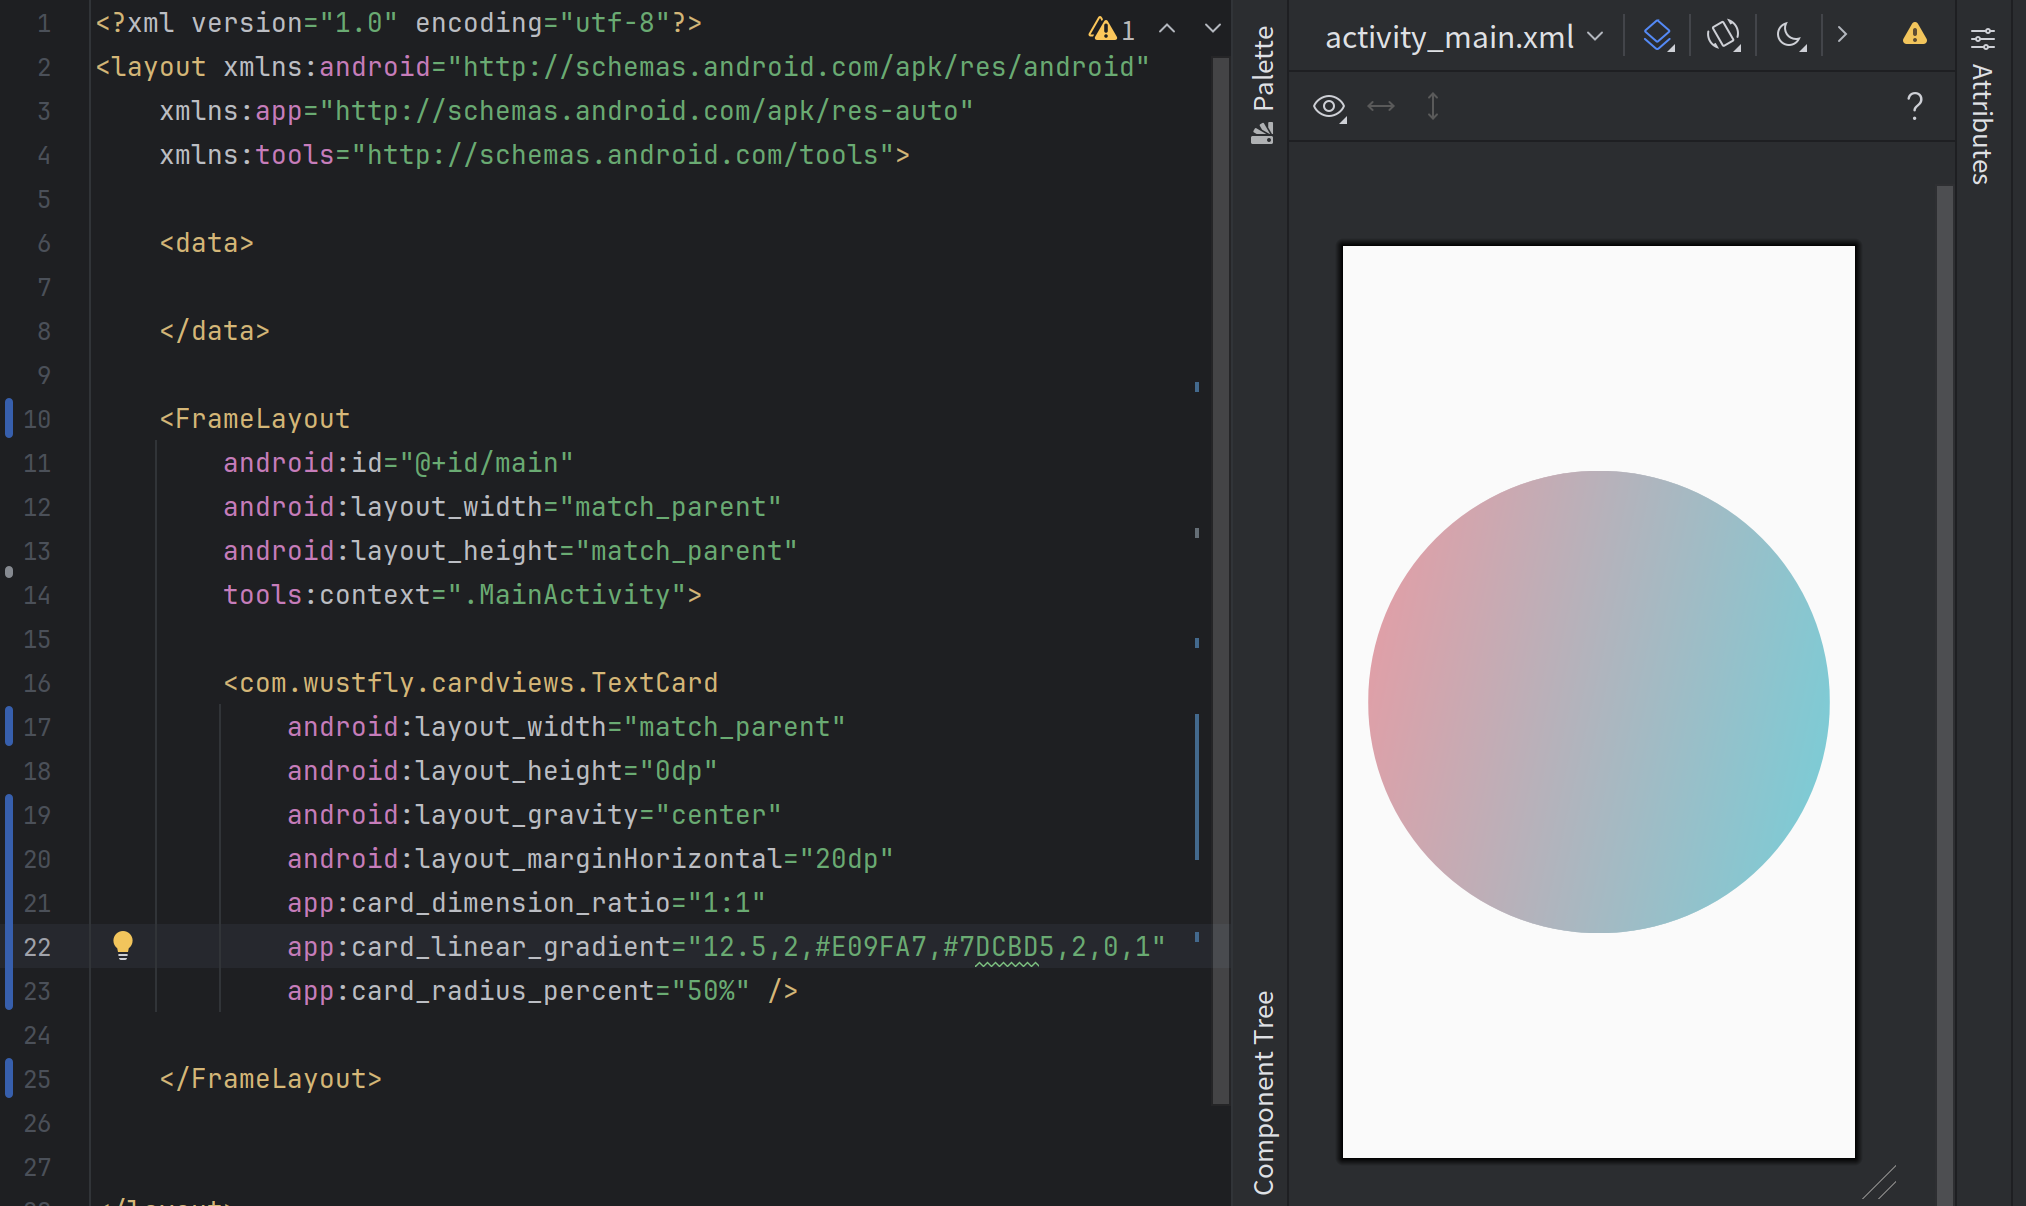 1 <?xml version="1.0" encoding="utf-8"?>
2 <layout xmlns:android="http://schemas.android.com/apk/res/android"
3     xmlns:app="http://schemas.android.com/apk/res-auto"
4     xmlns:tools="http://schemas.android.com/tools">
5
6     <data>
7
8     </data>
9
10     <FrameLayout
11         android:id="@+id/main"
12         android:layout_width="match_parent"
13         android:layout_height="match_parent"
14         tools:context=".MainActivity">
15
16         <com.wustfly.cardviews.TextCard
17             android:layout_width="match_parent"
18             android:layout_height="0dp"
19             android:layout_gravity="center"
20             android:layout_marginHorizontal="20dp"
21             app:card_dimension_ratio="1:1"
22             app:card_linear_gradient="12.5,2,#E09FA7,#7DCBD5,2,0,1"
23             app:card_radius_percent="50%" />
24
25     </FrameLayout>
26
27
1
Palette
Component Tree
activity_main.xml
?
Attributes